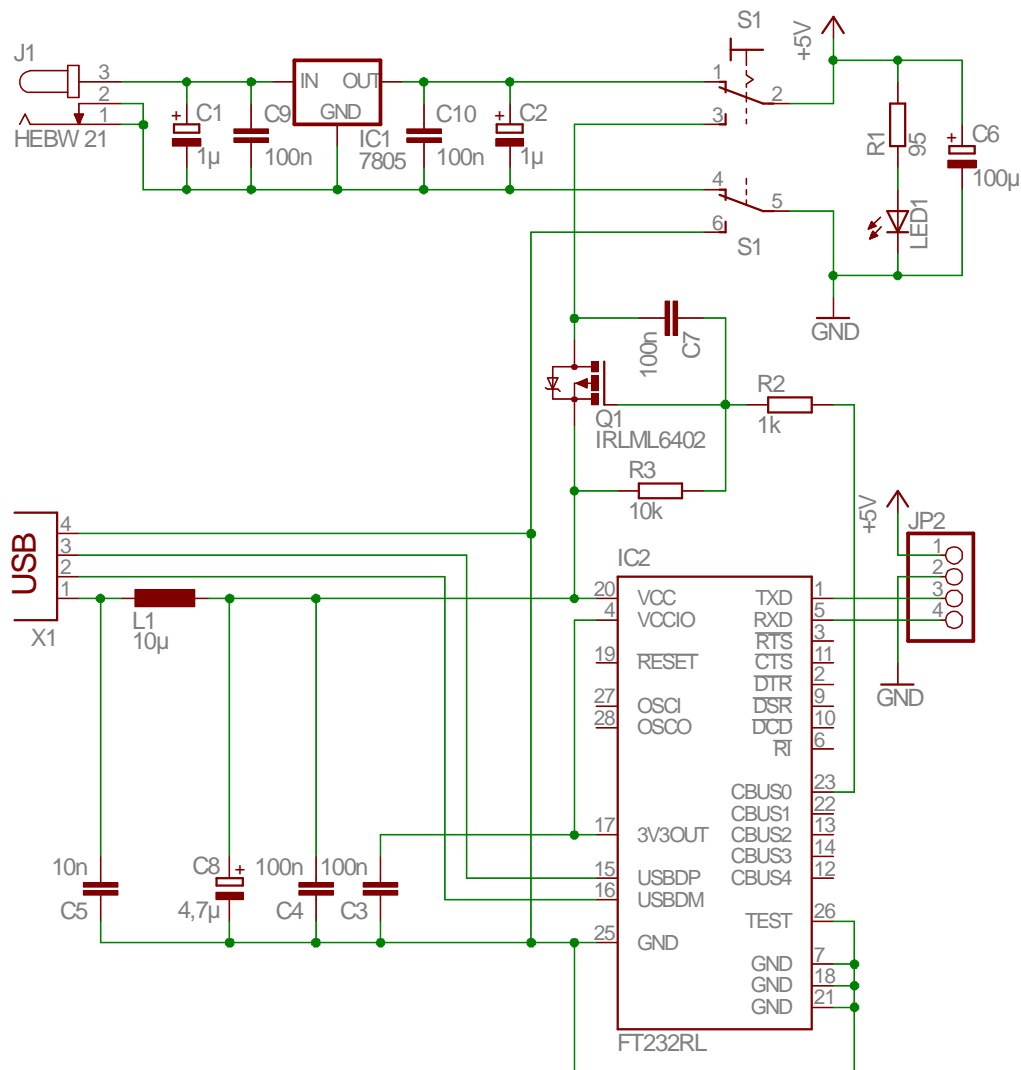 J1
3
2
1
HEBW 21
+
C1
1µ
C9
100n
IN
OUT
GND
IC1
7805
C10
100n
+
C2
1µ
S1
1
2
3
4
5
6
S1
+5V
R1
95
LED1
+
C6
100µ
GND
100n
C7
Q1
IRLML6402
R2
1k
R3
10k
USB
4
3
2
1
X1
L1
10µ
+5V
JP2
1
2
3
4
GND
IC2
20 VCC
4 VCCIO
19 RESET
27 OSCI
28 OSCO
17 3V3OUT
15 USBDP
16 USBDM
25 GND
TXD 1
RXD 5
RTS 3
CTS 11
DTR 2
DSR 9
DCD 10
RI 6
CBUS0 23
CBUS1 22
CBUS2 13
CBUS3 14
CBUS4 12
TEST 26
GND 7
GND 18
GND 21
FT232RL
10n
C5
C8
+
4,7µ
100n
C4
100n
C3